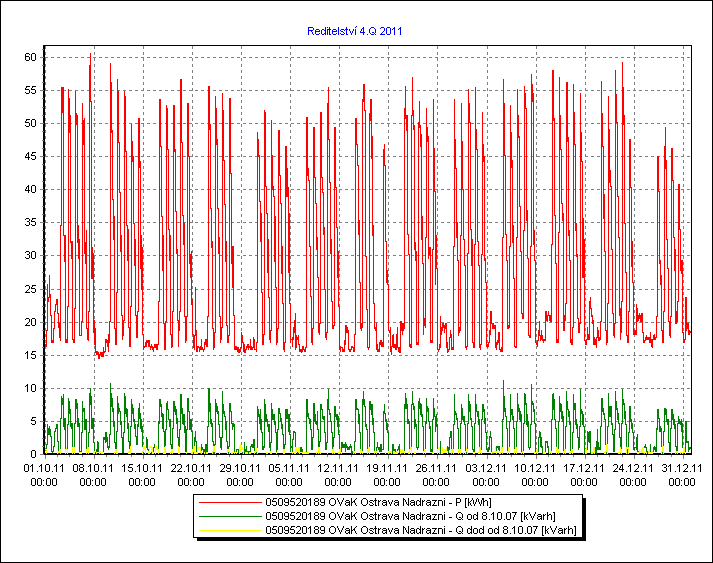 Reditelství 4.Q 2011
60
55
50
45
40
35
30
25
20
15
10
5
0
01.10.11 08.10.11 15.10.11 22.10.11 29.10.11 05.11.11 12.11.11 19.11.11 26.11.11 03.12.11 10.12.11 17.12.11 24.12.11 31.12.11
00:00 00:00 00:00 00:00 00:00 00:00 00:00 00:00 00:00 00:00 00:00 00:00 00:00 00:00
0509520189 OVaK Ostrava Nadrazni - P [kWh]
0509520189 OVaK Ostrava Nadrazni - Q od 8.10.07 [kVarh]
0509520189 OVaK Ostrava Nadrazni - Q dod od 8.10.07 [kVarh]